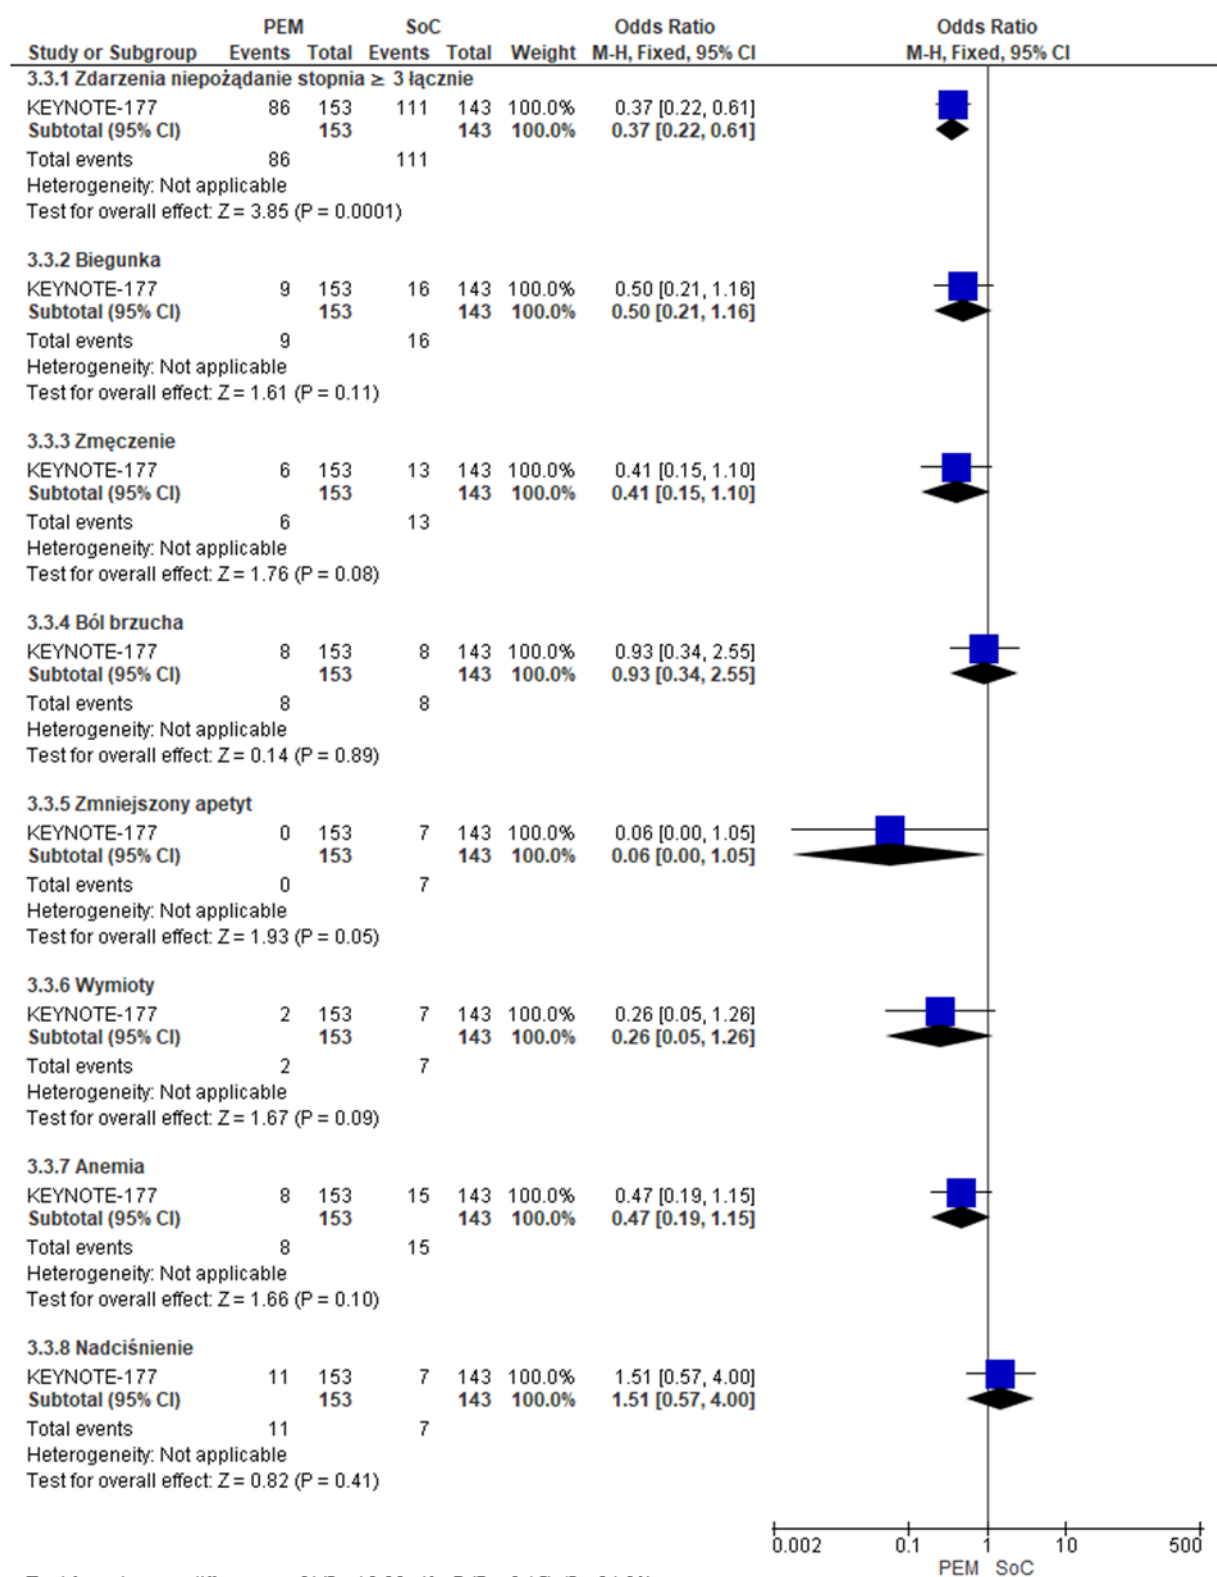 PEM SoC Odds Ratio Odds Ratio
Study or Subgroup Events Total Events Total Weight M-H, Fixed, 95% CI M-H, Fixed, 95% CI
3.3.1 Zdarzenia niepożądanie stopnia ≥ 3 łącznie
KEYNOTE-177 86 153 111 143 100.0% 0.37 [0.22, 0.61]
Subtotal (95% CI) 153 143 100.0% 0.37 [0.22, 0.61]
Total events 86 111
Heterogeneity: Not applicable
Test for overall effect: Z = 3.85 (P = 0.0001)
3.3.2 Biegunka
KEYNOTE-177 9 153 16 143 100.0% 0.50 [0.21, 1.16]
Subtotal (95% CI) 153 143 100.0% 0.50 [0.21, 1.16]
Total events 9 16
Heterogeneity: Not applicable
Test for overall effect: Z = 1.61 (P = 0.11)
3.3.3 Zmęczenie
KEYNOTE-177 6 153 13 143 100.0% 0.41 [0.15, 1.10]
Subtotal (95% CI) 153 143 100.0% 0.41 [0.15, 1.10]
Total events 6 13
Heterogeneity: Not applicable
Test for overall effect: Z = 1.76 (P = 0.08)
3.3.4 Ból brzucha
KEYNOTE-177 8 153 8 143 100.0% 0.93 [0.34, 2.55]
Subtotal (95% CI) 153 143 100.0% 0.93 [0.34, 2.55]
Total events 8 8
Heterogeneity: Not applicable
Test for overall effect: Z = 0.14 (P = 0.89)
3.3.5 Zmniejszony apetyt
KEYNOTE-177 0 153 7 143 100.0% 0.06 [0.00, 1.05]
Subtotal (95% CI) 153 143 100.0% 0.06 [0.00, 1.05]
Total events 0 7
Heterogeneity: Not applicable
Test for overall effect: Z = 1.93 (P = 0.05)
3.3.6 Wymioty
KEYNOTE-177 2 153 7 143 100.0% 0.26 [0.05, 1.26]
Subtotal (95% CI) 153 143 100.0% 0.26 [0.05, 1.26]
Total events 2 7
Heterogeneity: Not applicable
Test for overall effect: Z = 1.67 (P = 0.09)
3.3.7 Anemia
KEYNOTE-177 8 153 15 143 100.0% 0.47 [0.19, 1.15]
Subtotal (95% CI) 153 143 100.0% 0.47 [0.19, 1.15]
Total events 8 15
Heterogeneity: Not applicable
Test for overall effect: Z = 1.66 (P = 0.10)
3.3.8 Nadciśnienie
KEYNOTE-177 11 153 7 143 100.0% 1.51 [0.57, 4.00]
Subtotal (95% CI) 153 143 100.0% 1.51 [0.57, 4.00]
Total events 11 7
Heterogeneity: Not applicable
Test for overall effect: Z = 0.82 (P = 0.41)
0.002 0.1 1 10 500
PEM SoC